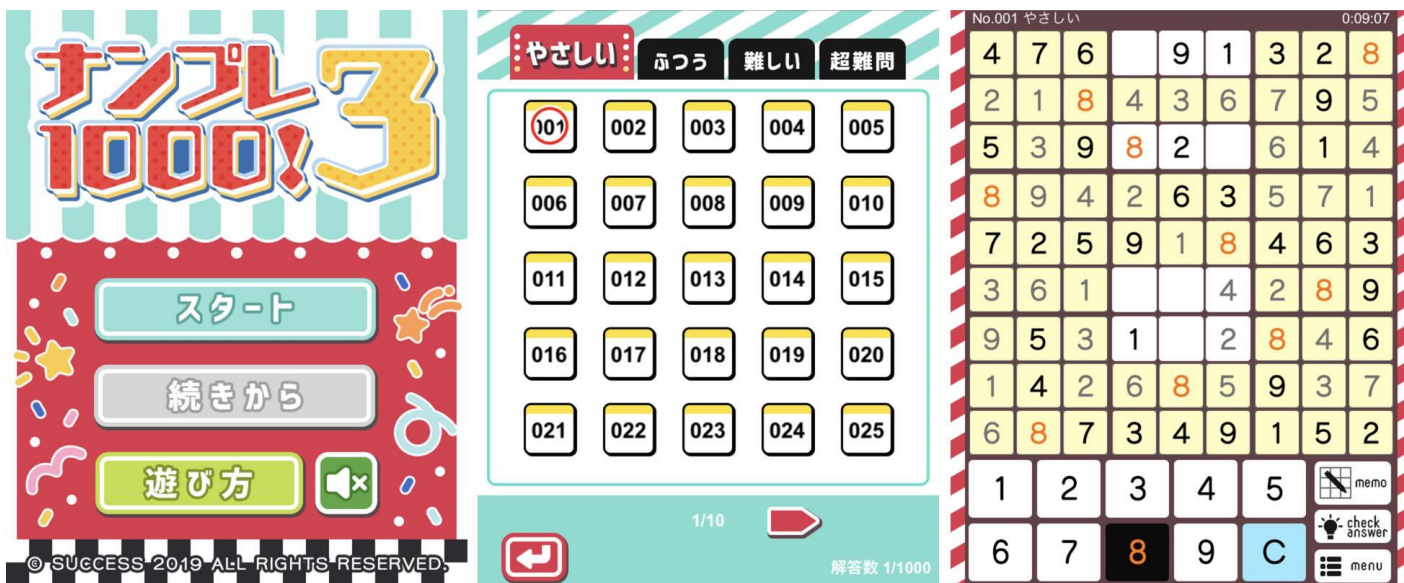 ナンプレ
1000! 3
スタート
続きから
遊び方
© SUCCESS 2019 ALL RIGHTS RESERVED.
やさしい ふつう 難しい 超難問
001 002 003 004 005
006 007 008 009 010
011 012 013 014 015
016 017 018 019 020
021 022 023 024 025
1/10
解答数 1/1000
No.001 やさしい 0:09:07
4 7 6 9 1 3 2 8
2 1 8 4 3 6 7 9 5
5 3 9 8 2 6 1 4
8 9 4 2 6 3 5 7 1
7 2 5 9 1 8 4 6 3
3 6 1 4 2 8 9
9 5 3 1 2 8 4 6
1 4 2 6 8 5 9 3 7
6 8 7 3 4 9 1 5 2
1 2 3 4 5 memo
check
answer
6 7 8 9 C menu